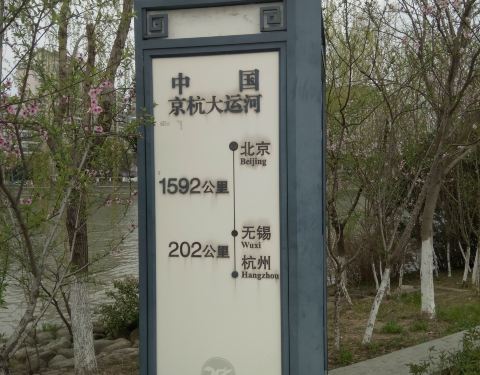 中国
京杭大运河
北京
Beijing
1592公里
无锡
Wuxi
202公里
杭州
Hangzhou